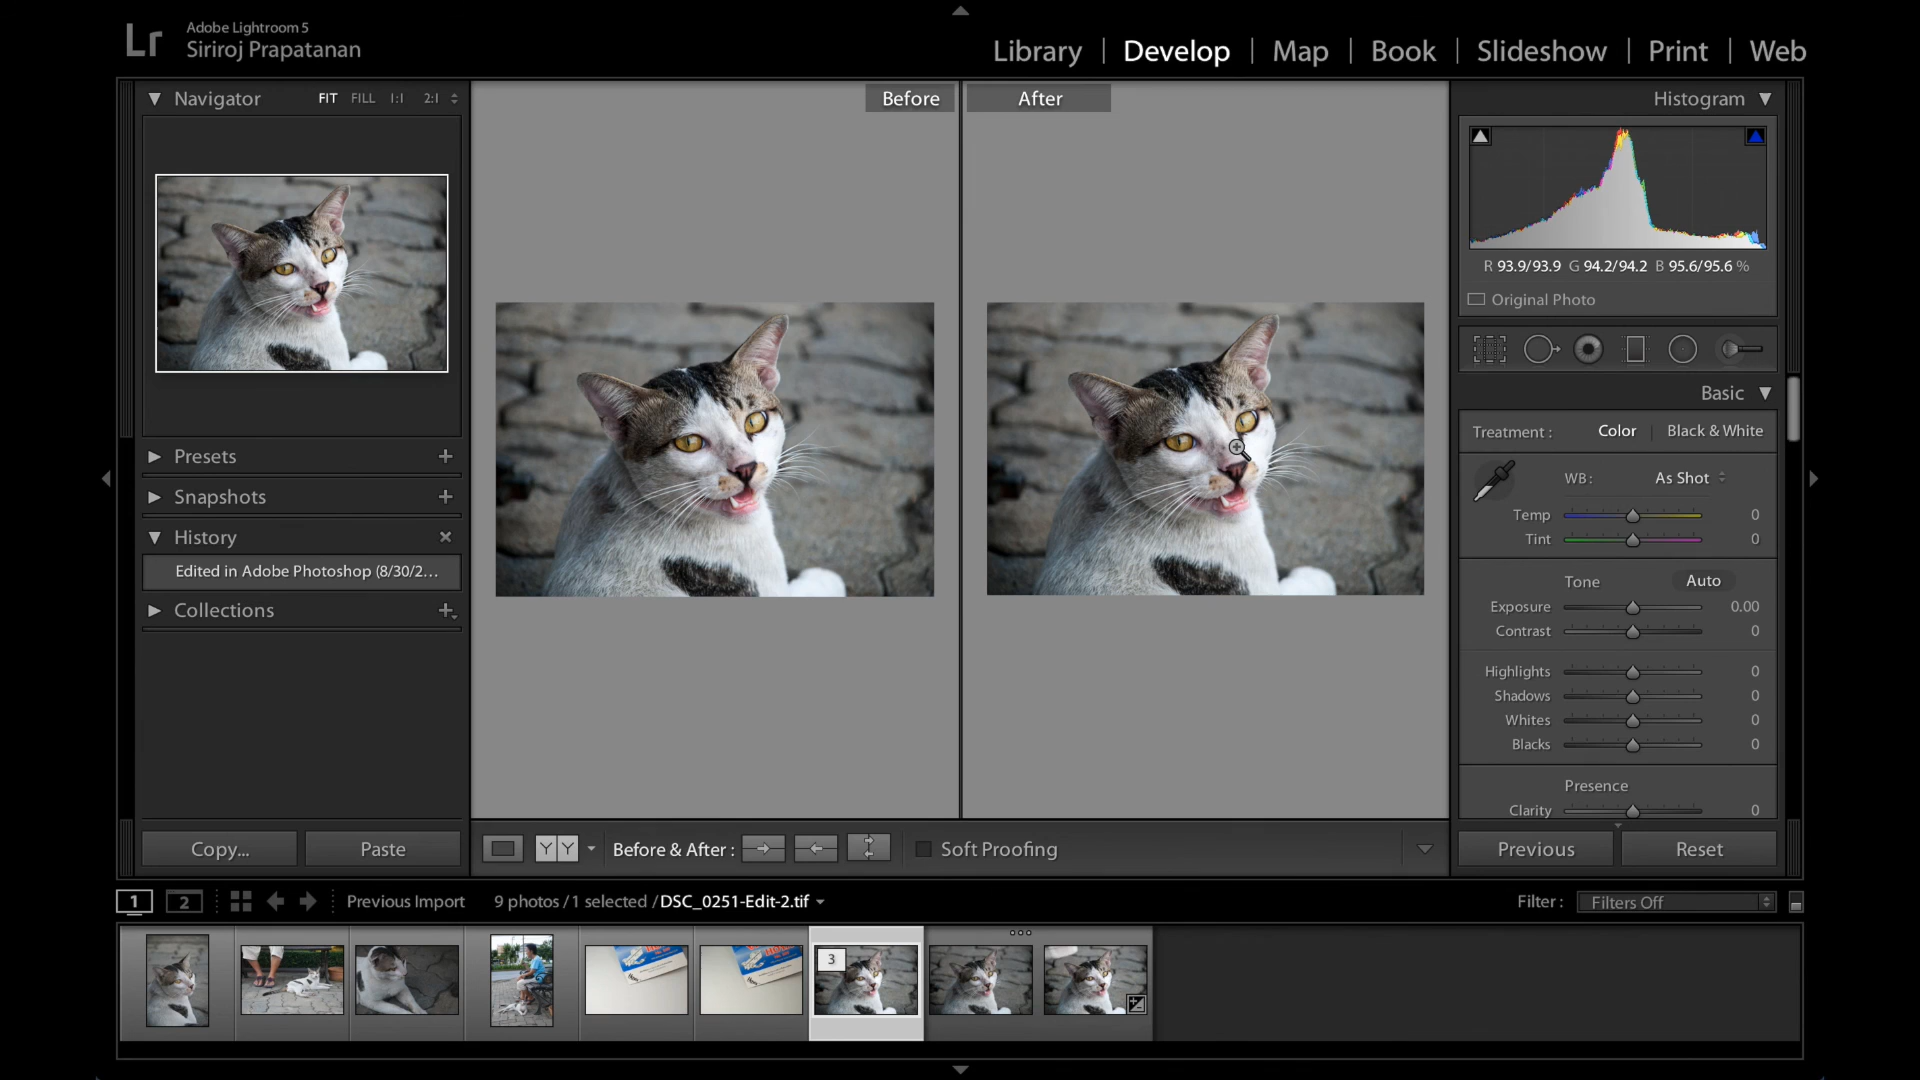 Lr
Adobe Lightroom 5
Siriroj Prapatanan
Library | Develop | Map | Book | Slideshow | Print | Web
Navigator FIT FILL 1:1 2:1
Presets
Snapshots
History
Edited in Adobe Photoshop (8/30/2...
Collections
Copy... Paste
Before After
YY Before & After : Soft Proofing
Histogram
R 93.9/93.9 G 94.2/94.2 B 95.6/95.6 %
Original Photo
Basic
Treatment : Color | Black & White
WB : As Shot
Temp 0
Tint 0
Tone Auto
Exposure 0.00
Contrast 0
Highlights 0
Shadows 0
Whites 0
Blacks 0
Presence
Clarity 0
Previous Reset
1 2 Previous Import 9 photos / 1 selected / DSC_0251-Edit-2.tif Filter : Filters Off
3